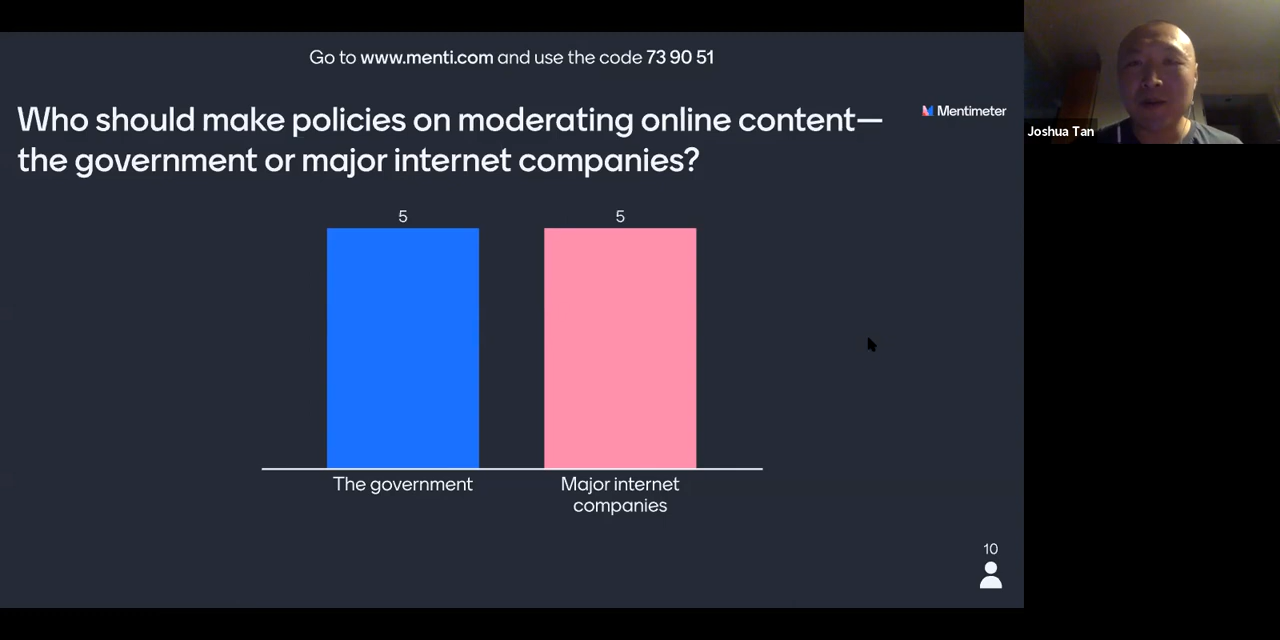 Go to www.menti.com and use the code 73 90 51
Who should make policies on moderating online content—
the government or major internet companies?
Mentimeter
Joshua Tan
5
5
The government
Major internet
companies
10